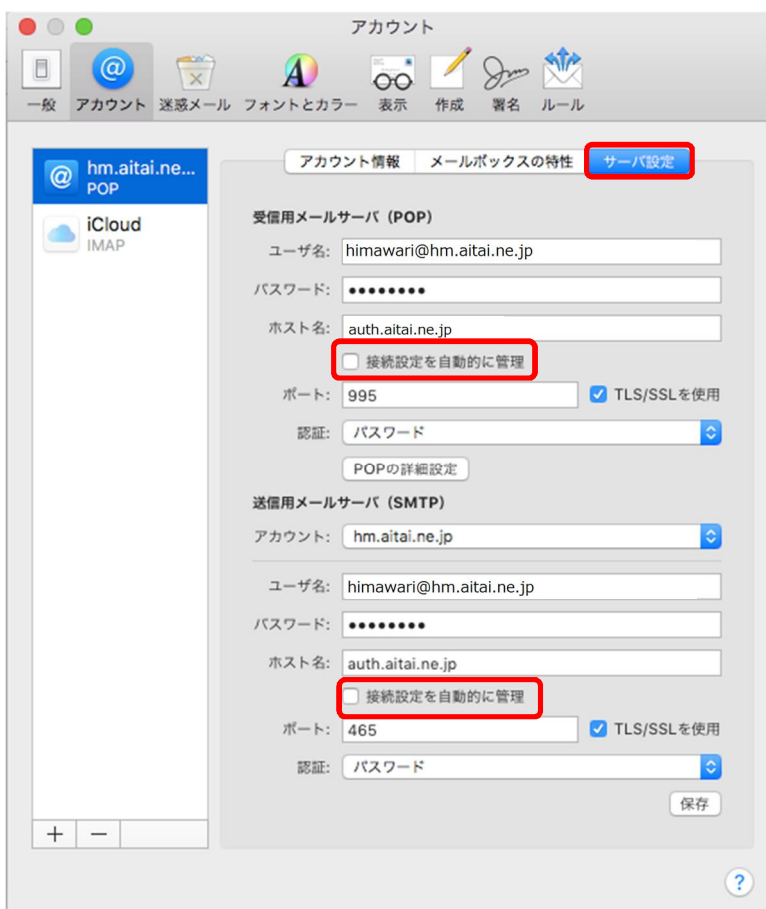 アカウント
一般 アカウント 迷惑メール フォントとカラー 表示 作成 署名 ルール
hm.aitai.ne...
POP
iCloud
IMAP
アカウント情報 メールボックスの特性 サーバ設定
受信用メールサーバ（POP）
ユーザ名: himawari@hm.aitai.ne.jp
パスワード: ●●●●●●●●
ホスト名: auth.aitai.ne.jp
接続設定を自動的に管理
ポート: 995 TLS/SSLを使用
認証: パスワード
POPの詳細設定
送信用メールサーバ（SMTP）
アカウント: hm.aitai.ne.jp
ユーザ名: himawari@hm.aitai.ne.jp
パスワード: ●●●●●●●●
ホスト名: auth.aitai.ne.jp
接続設定を自動的に管理
ポート: 465 TLS/SSLを使用
認証: パスワード
保存
+ −
?